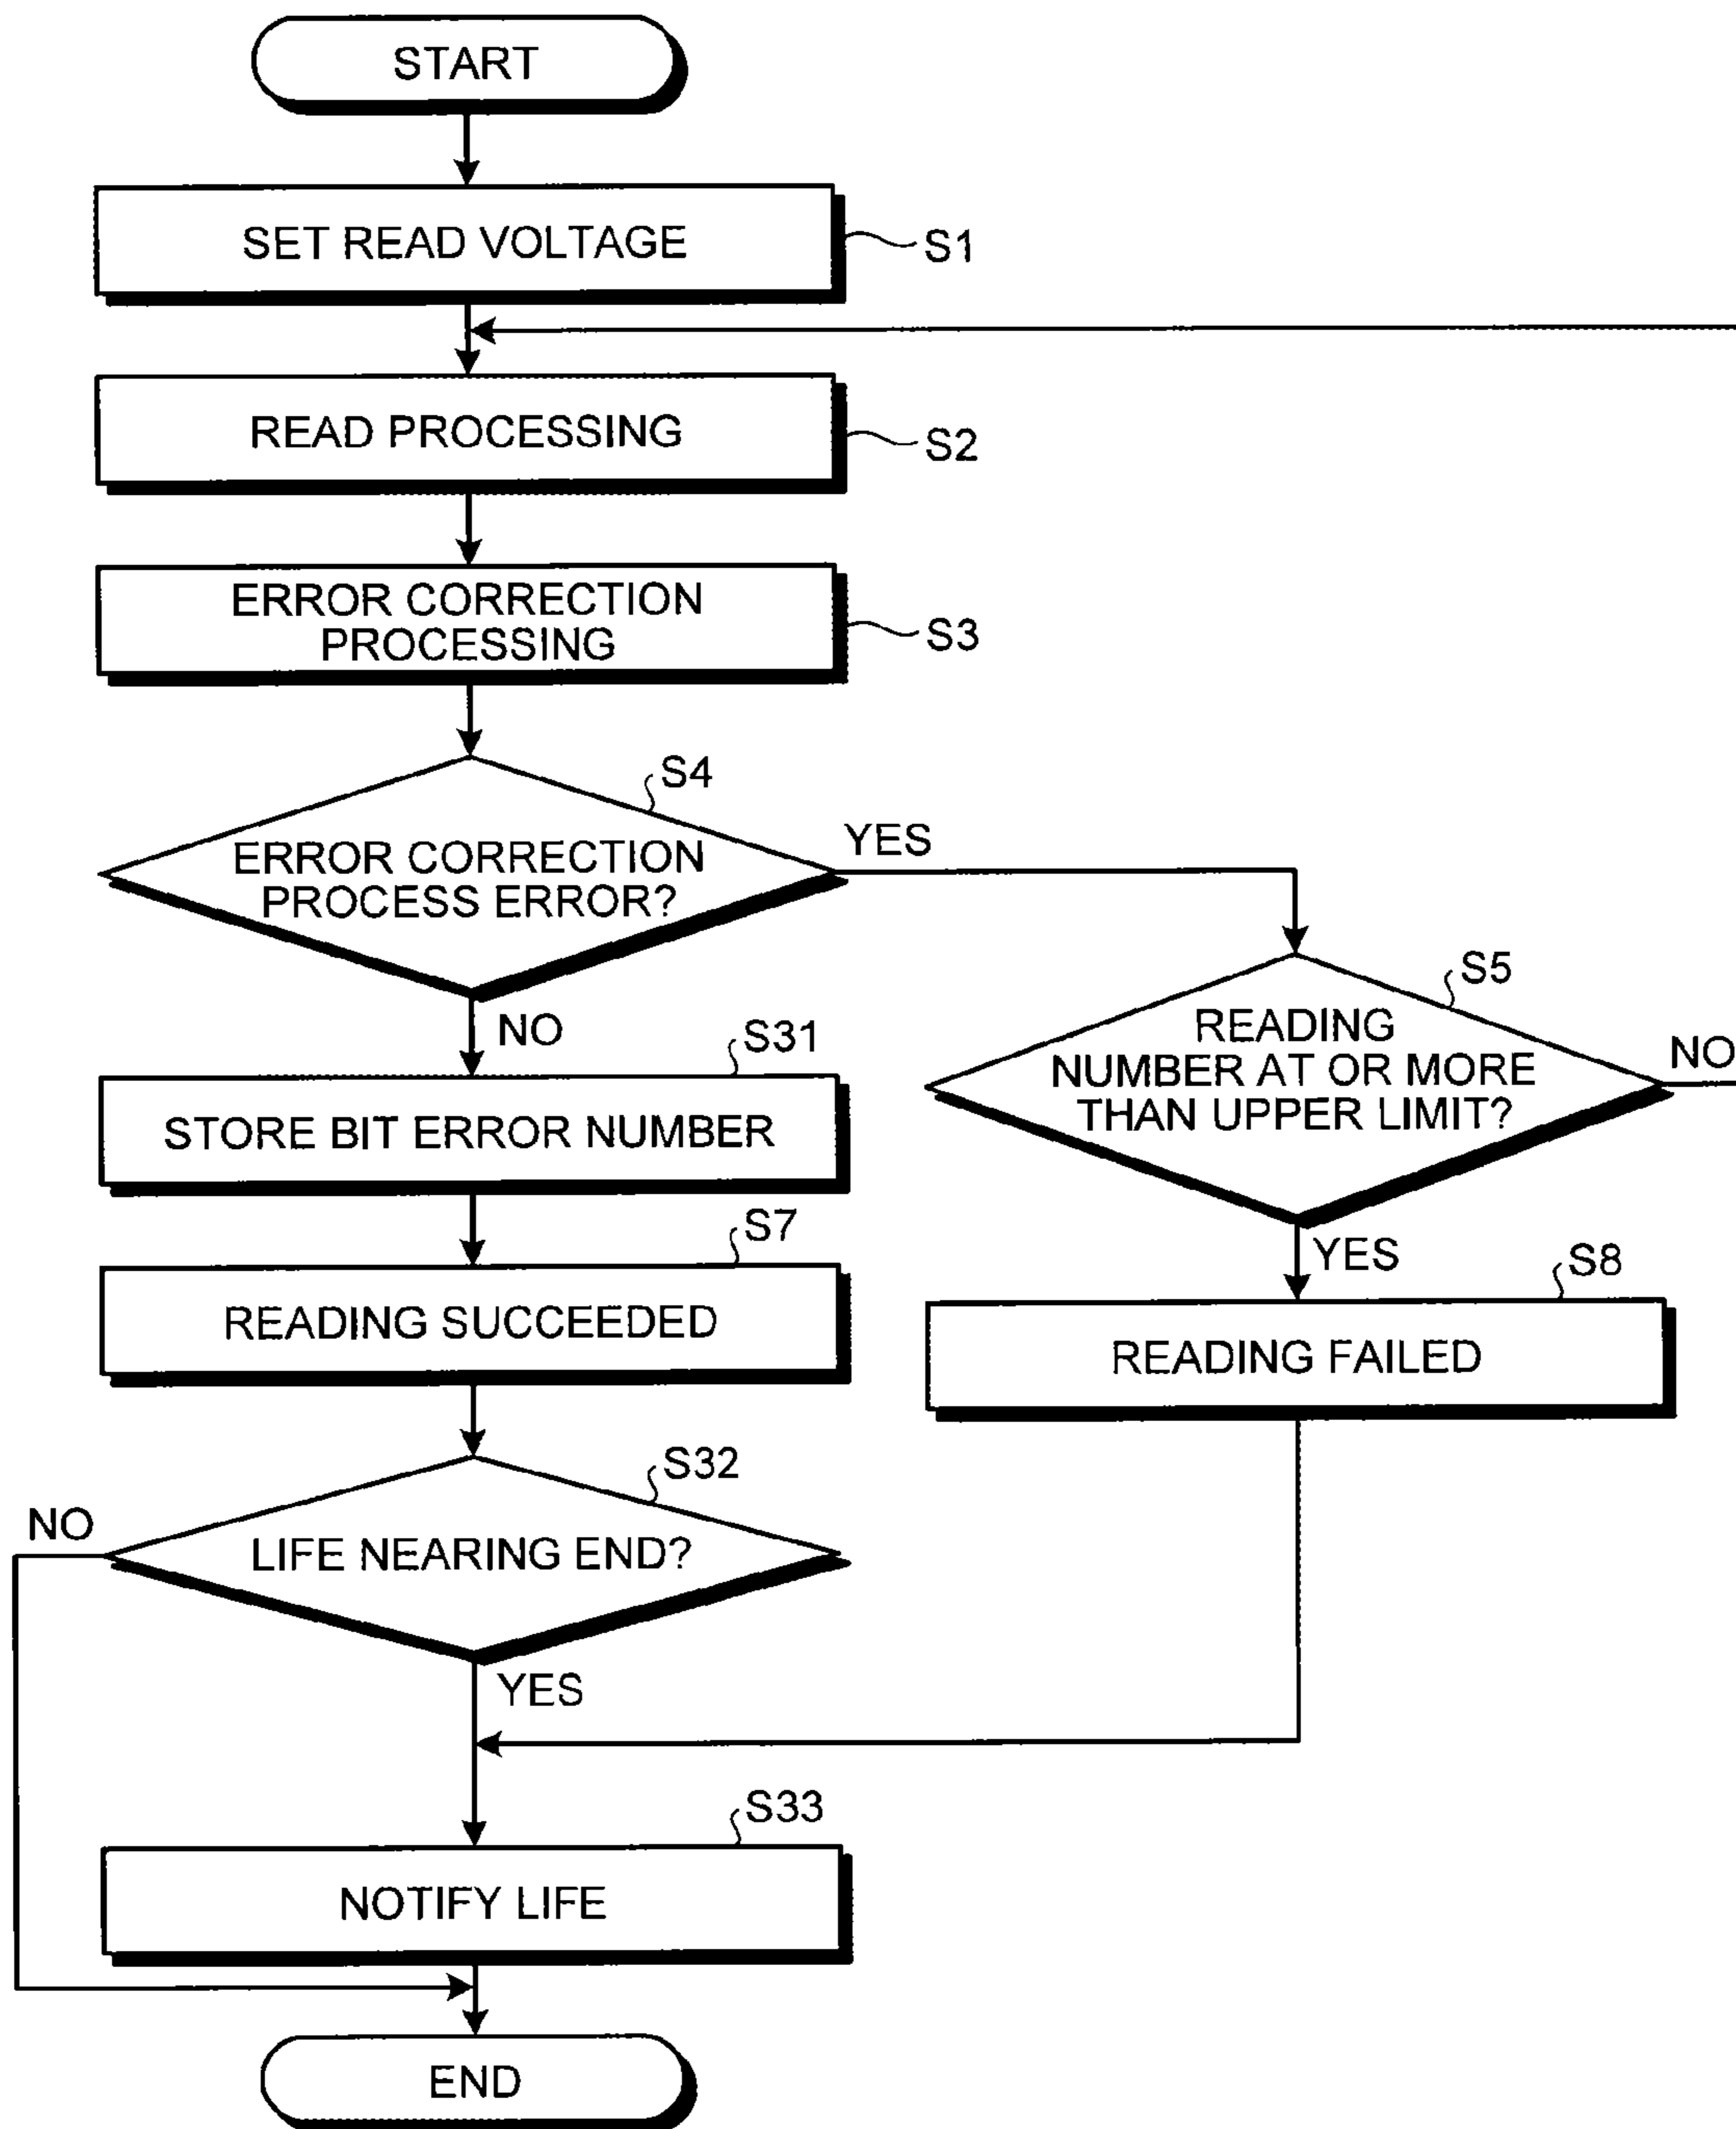 START
SET READ VOLTAGE
S1
READ PROCESSING
S2
ERROR CORRECTION
PROCESSING
S3
S4
ERROR CORRECTION
PROCESS ERROR?
YES
NO
S5
READING
NUMBER AT OR MORE
THAN UPPER LIMIT?
NO
YES
S31
STORE BIT ERROR NUMBER
S7
READING SUCCEEDED
S8
READING FAILED
S32
LIFE NEARING END?
NO
YES
S33
NOTIFY LIFE
END